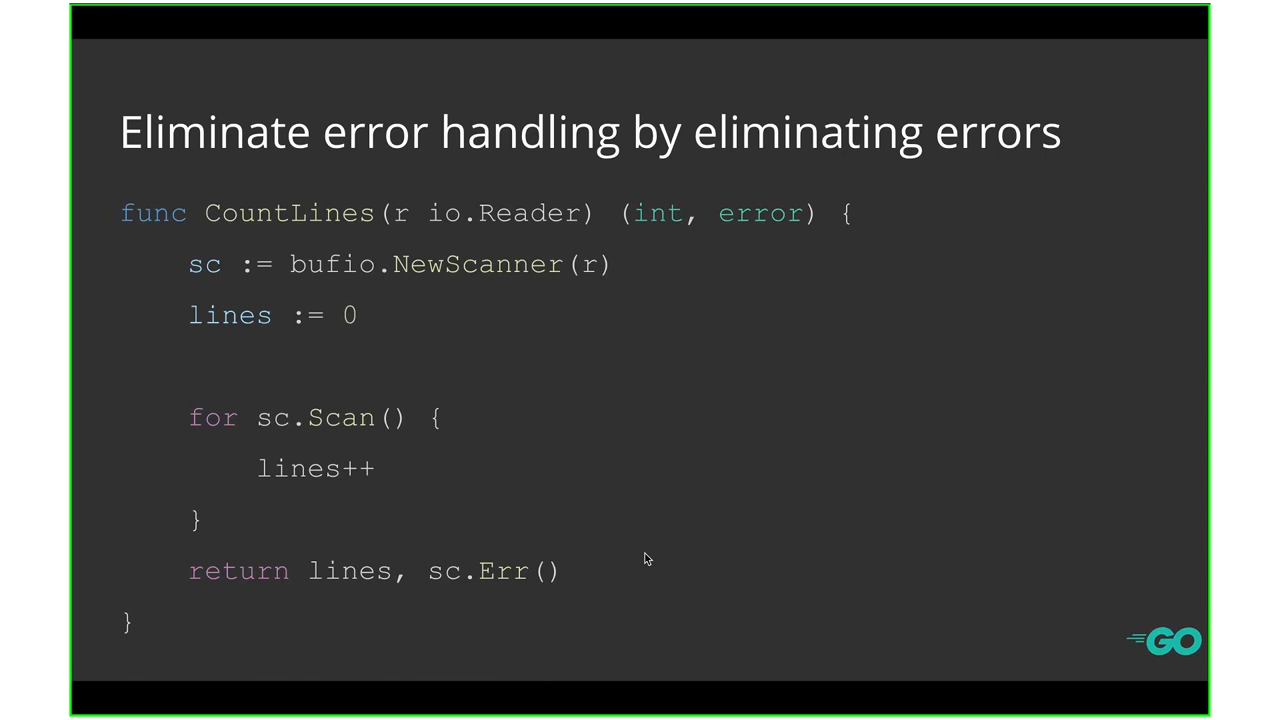 Eliminate error handling by eliminating errors
func CountLines(r io.Reader) (int, error) {
    sc := bufio.NewScanner(r)
    lines := 0
    for sc.Scan() {
        lines++
    }
    return lines, sc.Err()
}
GO